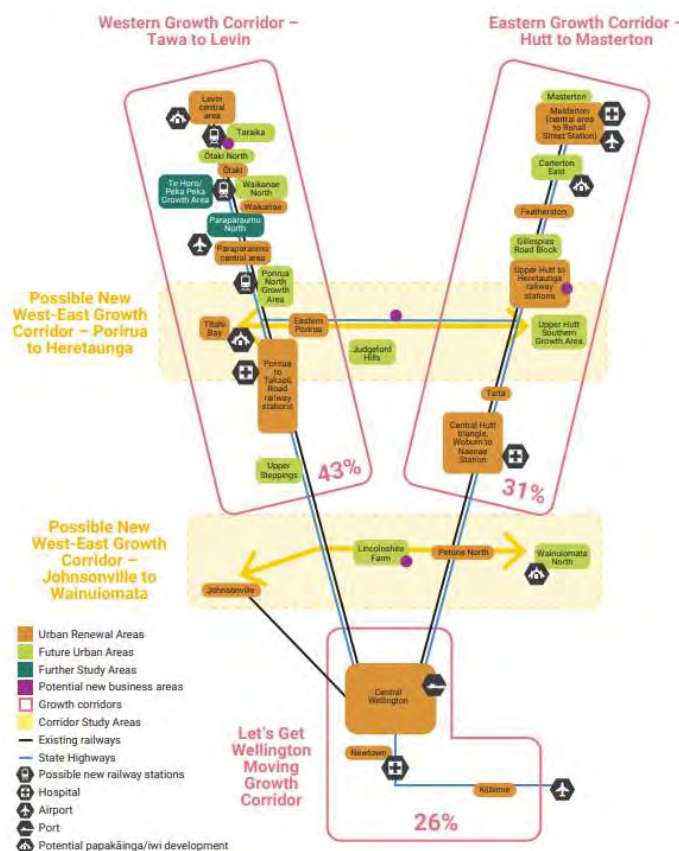 Western Growth Corridor –
Tawa to Levin
Eastern Growth Corridor –
Hutt to Masterton
Levin
central
area
Taraika
Ōtaki North
Ōtaki
Te Horo/
Peka Peka
Growth Area
Waikanae
North
Waikanae
Paraparaumu
North
Paraparaumu
central area
Porirua
North
Growth
Area
Masterton
Masterton
(central area
to Renall
Street Station)
Carterton
East
Featherston
Gillespies
Road Block
Upper Hutt to
Heretaunga
railway
stations
Possible New
West-East Growth
Corridor – Porirua
to Heretaunga
Titahi
Bay
Eastern
Porirua
Judgeford
Hills
Upper Hutt
Southern
Growth Area
Porirua
to
Takapū
Road
railway
stations
Taita
Central Hutt
triangle,
Woburn to
Naenae
Station
43%
31%
Upper
Steppings
Possible New
West-East Growth
Corridor –
Johnsonville to
Wainuiomata
Lincolnshire
Farm
Petone North
Wainuiomata
North
Johnsonville
Urban Renewal Areas
Future Urban Areas
Further Study Areas
Potential new business areas
Growth corridors
Corridor Study Areas
Existing railways
State Highways
Possible new railway stations
Hospital
Airport
Port
Potential papakāinga/iwi development
Central
Wellington
Let's Get
Wellington
Moving
Growth
Corridor
Newtown
Kilbirnie
26%